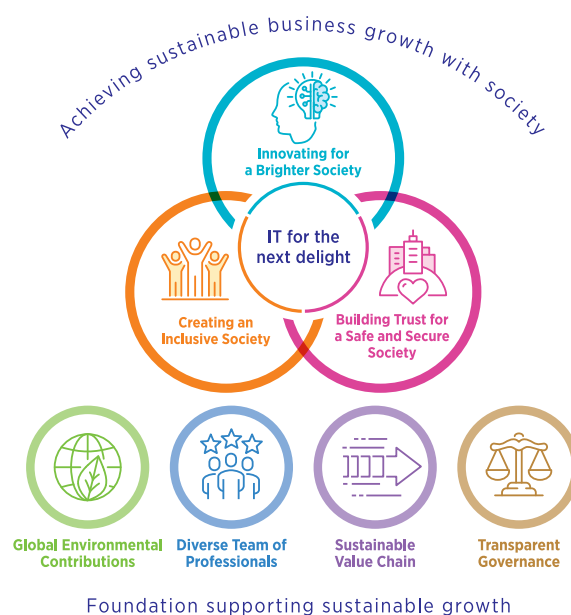 Achieving sustainable business growth with society
Innovating for
a Brighter Society
IT for the
next delight
Creating an
Inclusive Society
Building Trust for
a Safe and Secure
Society
Global Environmental
Contributions
Diverse Team of
Professionals
Sustainable
Value Chain
Transparent
Governance
Foundation supporting sustainable growth